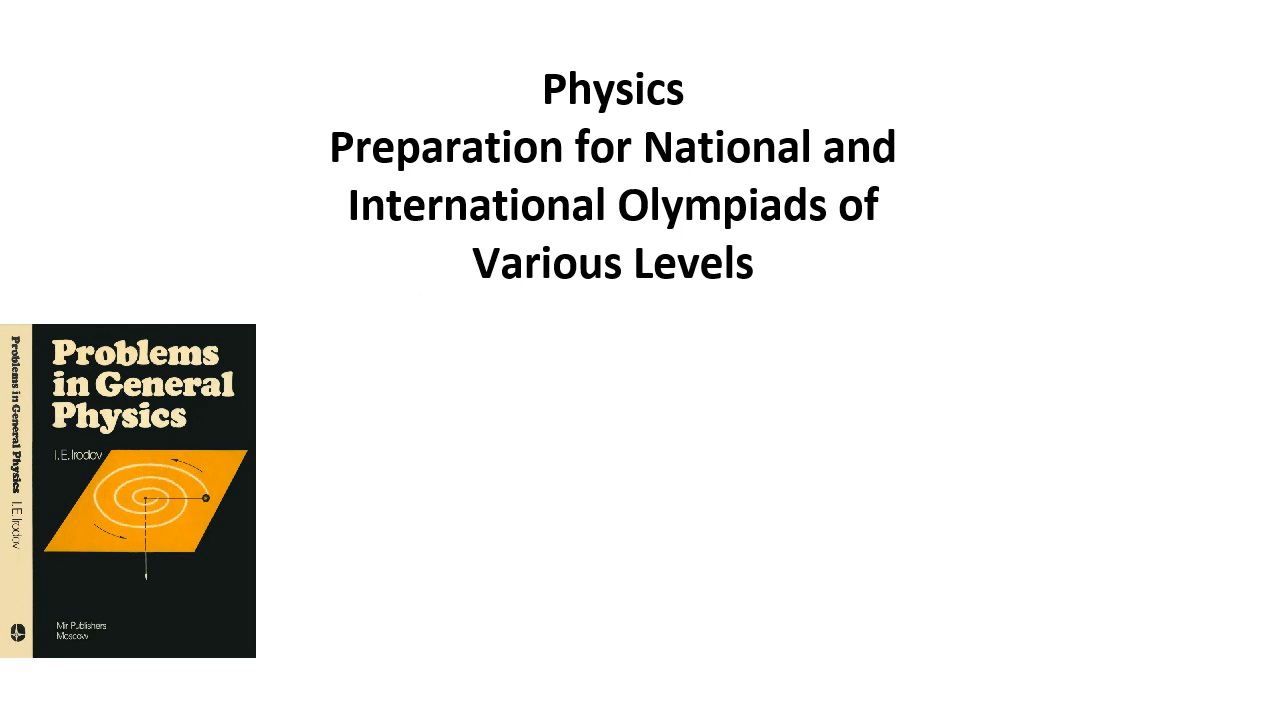 Physics
Preparation for National and
International Olympiads of
Various Levels
Problems in General Physics I.E. Irodov
Problems
in General
Physics
I.E. Irodov
Mir Publishers
Moscow